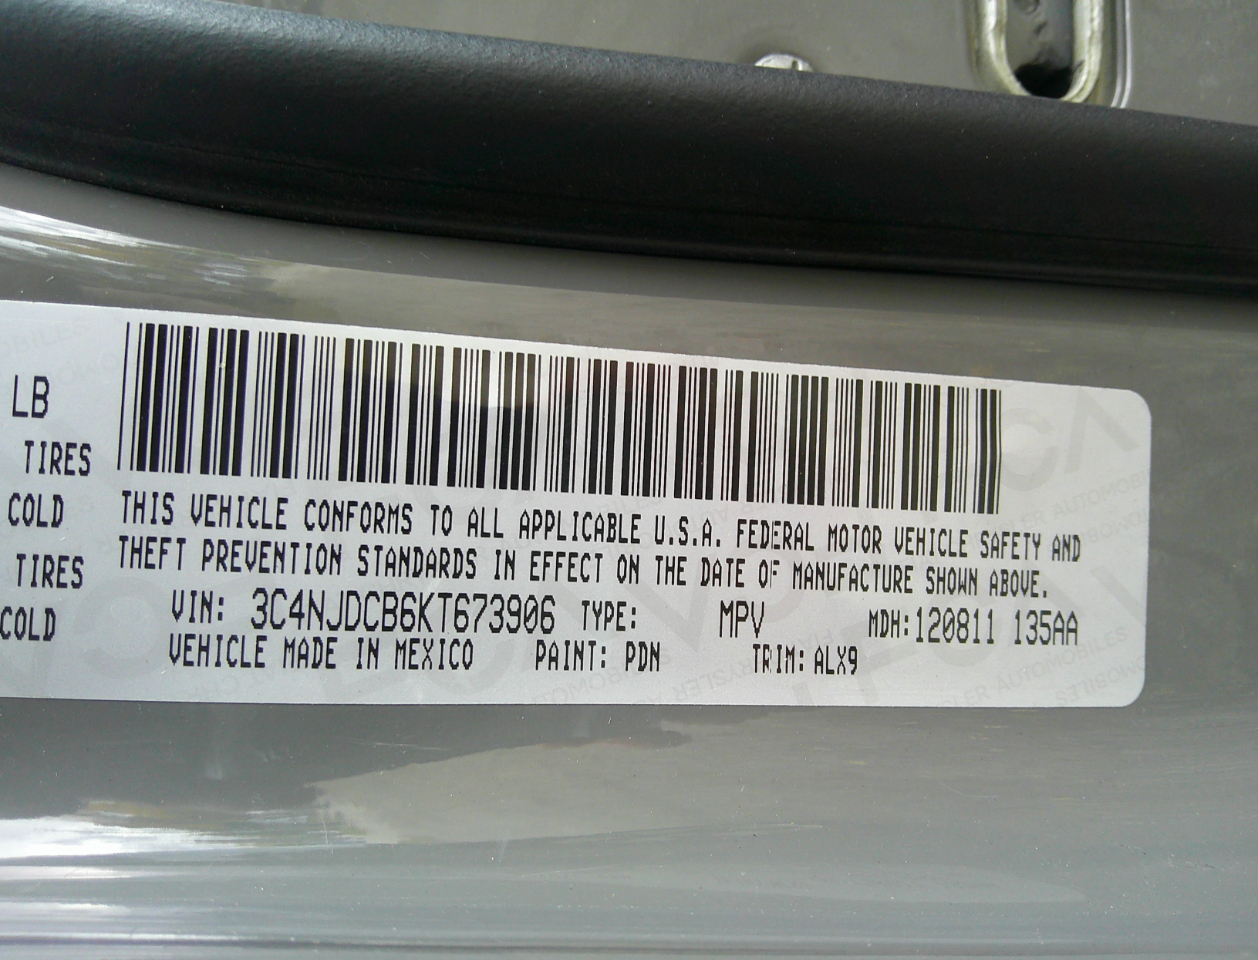 LB
TIRES
COLD
TIRES
COLD
THIS VEHICLE CONFORMS TO ALL APPLICABLE U.S.A. FEDERAL MOTOR VEHICLE SAFETY AND
THEFT PREVENTION STANDARDS IN EFFECT ON THE DATE OF MANUFACTURE SHOWN ABOVE.
VIN: 3C4NJDCB6KT673906 TYPE: MPV MDH:120811 135AA
VEHICLE MADE IN MEXICO PAINT: PDN TRIM: ALX9